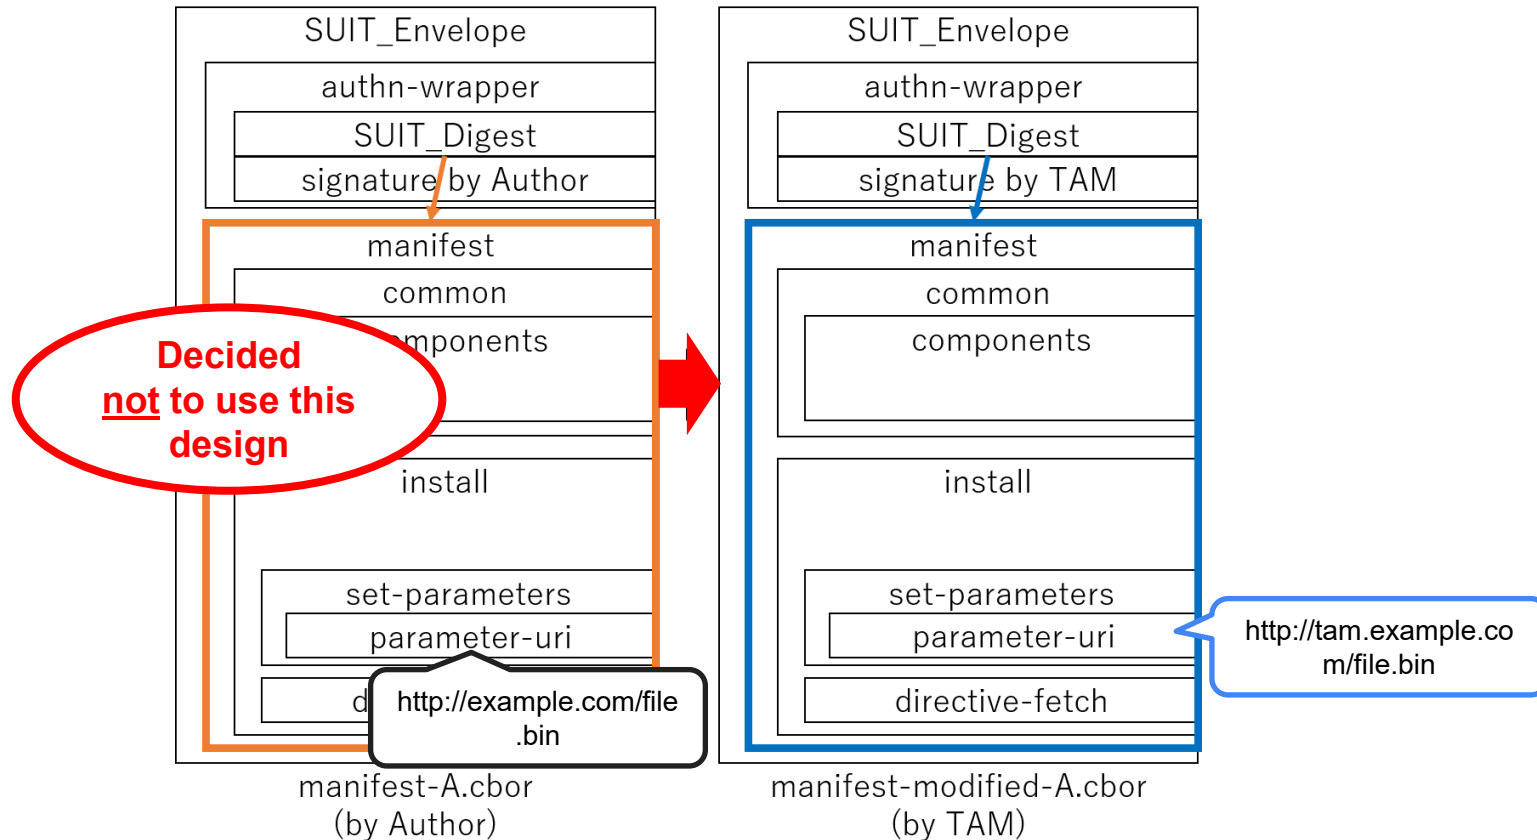 SUIT_Envelope
authn-wrapper
SUIT_Digest
signature by Author
manifest
common
mponents
Decided
not to use this
design
install
set-parameters
parameter-uri
d
http://example.com/file
.bin
manifest-A.cbor
(by Author)
SUIT_Envelope
authn-wrapper
SUIT_Digest
signature by TAM
manifest
common
components
install
set-parameters
parameter-uri
directive-fetch
http://tam.example.co
m/file.bin
manifest-modified-A.cbor
(by TAM)